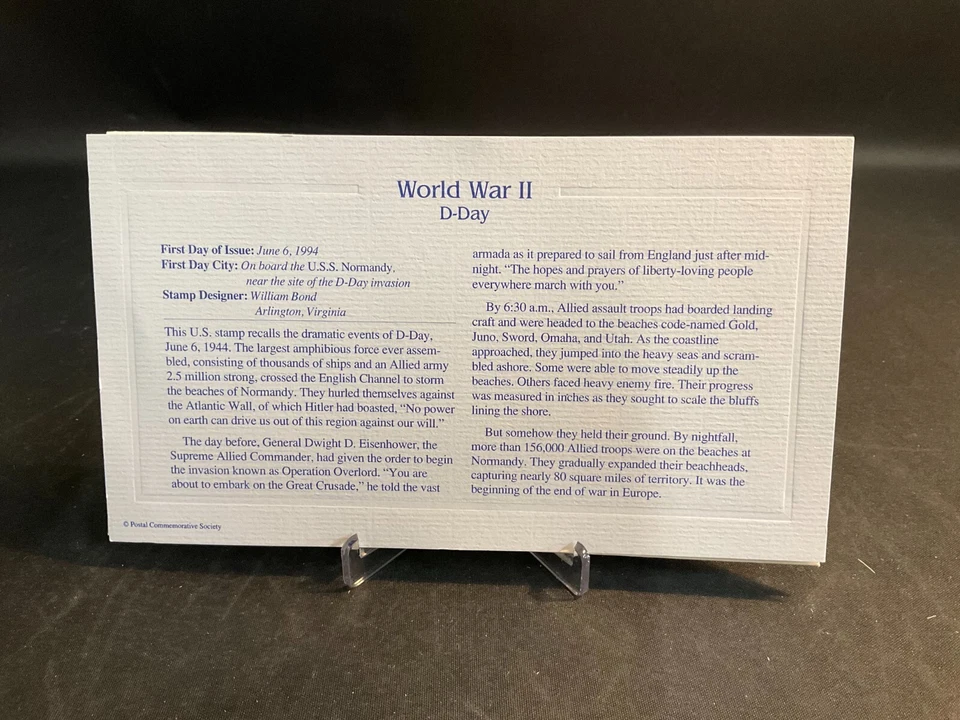 World War II
D-Day
First Day of Issue: June 6, 1994
First Day City: On board the U.S.S. Normandy,
near the site of the D-Day invasion
Stamp Designer: William Bond
Arlington, Virginia
This U.S. stamp recalls the dramatic events of D-Day,
June 6, 1944. The largest amphibious force ever assem-
bled, consisting of thousands of ships and an Allied army
2.5 million strong, crossed the English Channel to storm
the beaches of Normandy. They hurled themselves against
the Atlantic Wall, of which Hitler had boasted, “No power
on earth can drive us out of this region against our will.”
The day before, General Dwight D. Eisenhower, the
Supreme Allied Commander, had given the order to begin
the invasion known as Operation Overlord. “You are
about to embark on the Great Crusade,” he told the vast
armada as it prepared to sail from England just after mid-
night. “The hopes and prayers of liberty-loving people
everywhere march with you.”
By 6:30 a.m., Allied assault troops had boarded landing
craft and were headed to the beaches code-named Gold,
Juno, Sword, Omaha, and Utah. As the coastline
approached, they jumped into the heavy seas and scram-
bled ashore. Some were able to move steadily up the
beaches. Others faced heavy enemy fire. Their progress
was measured in inches as they sought to scale the bluffs
lining the shore.
But somehow they held their ground. By nightfall,
more than 156,000 Allied troops were on the beaches at
Normandy. They gradually expanded their beachheads,
capturing nearly 80 square miles of territory. It was the
beginning of the end of war in Europe.
© Postal Commemorative Society